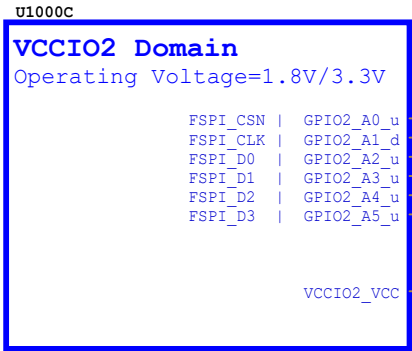 U1000C
VCCIO2 Domain
Operating Voltage=1.8V/3.3V
FSPI_CSN | GPIO2_A0_u
FSPI_CLK | GPIO2_A1_d
FSPI_D0 | GPIO2_A2_u
FSPI_D1 | GPIO2_A3_u
FSPI_D2 | GPIO2_A4_u
FSPI_D3 | GPIO2_A5_u
VCCIO2_VCC